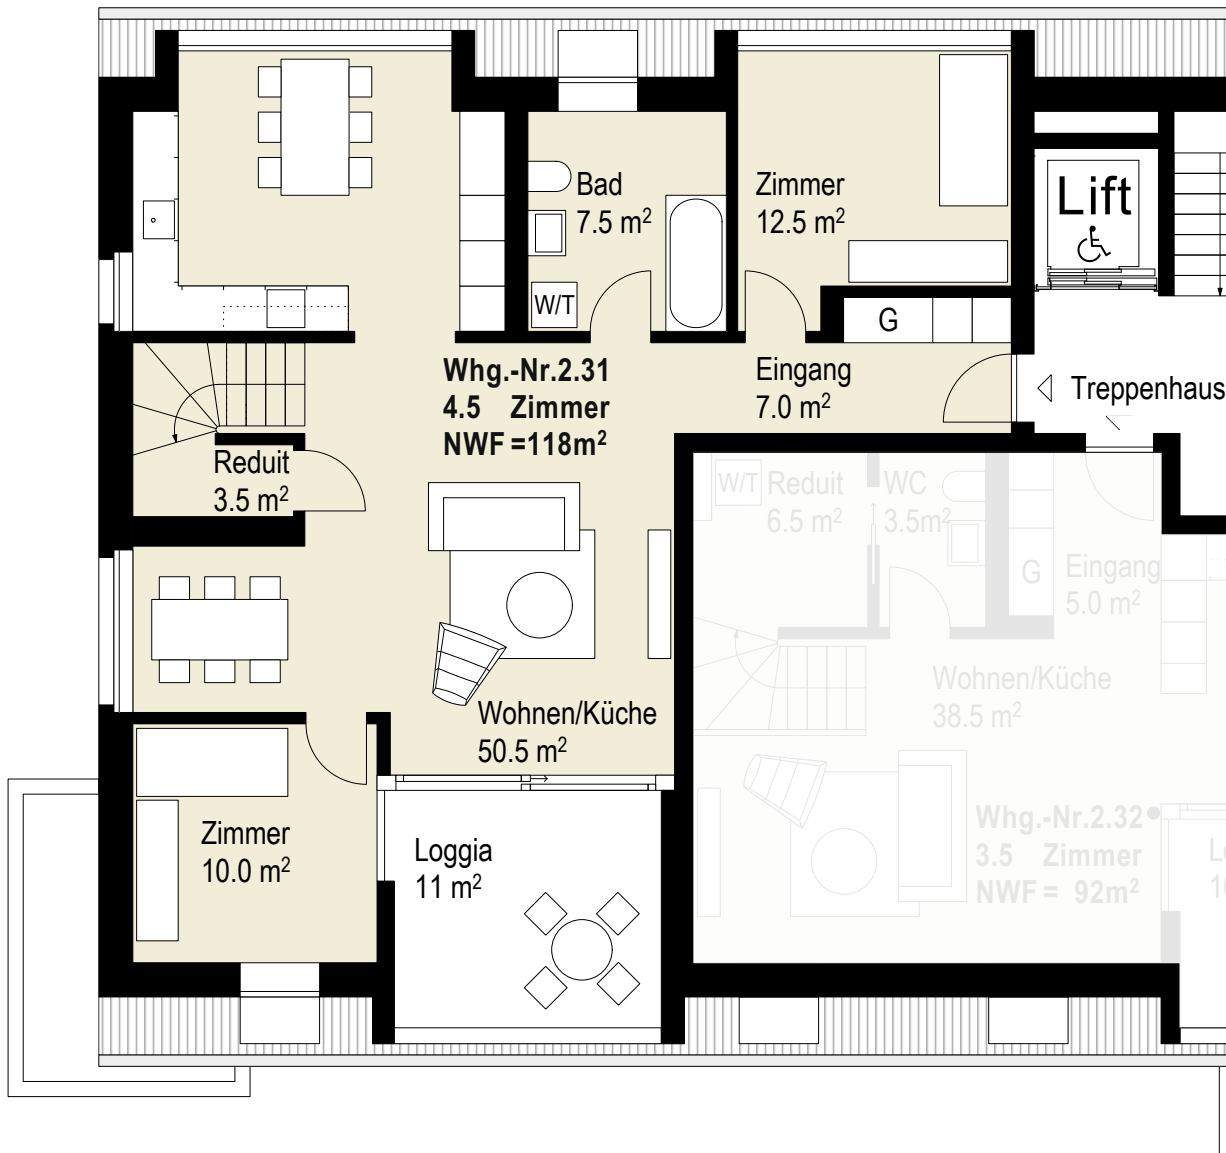 Bad
7.5 m²
Zimmer
12.5 m²
Lift
W/T
G
Whg.-Nr.2.31
4.5 Zimmer
NWF =118m²
Eingang
7.0 m²
Treppenhaus
Reduit
3.5 m²
W/T
Reduit
6.5 m²
WC
3.5m²
G
Eingang
5.0 m²
Wohnen/Küche
50.5 m²
Wohnen/Küche
38.5 m²
Zimmer
10.0 m²
Loggia
11 m²
Whg.-Nr.2.32
3.5 Zimmer
NWF = 92m²